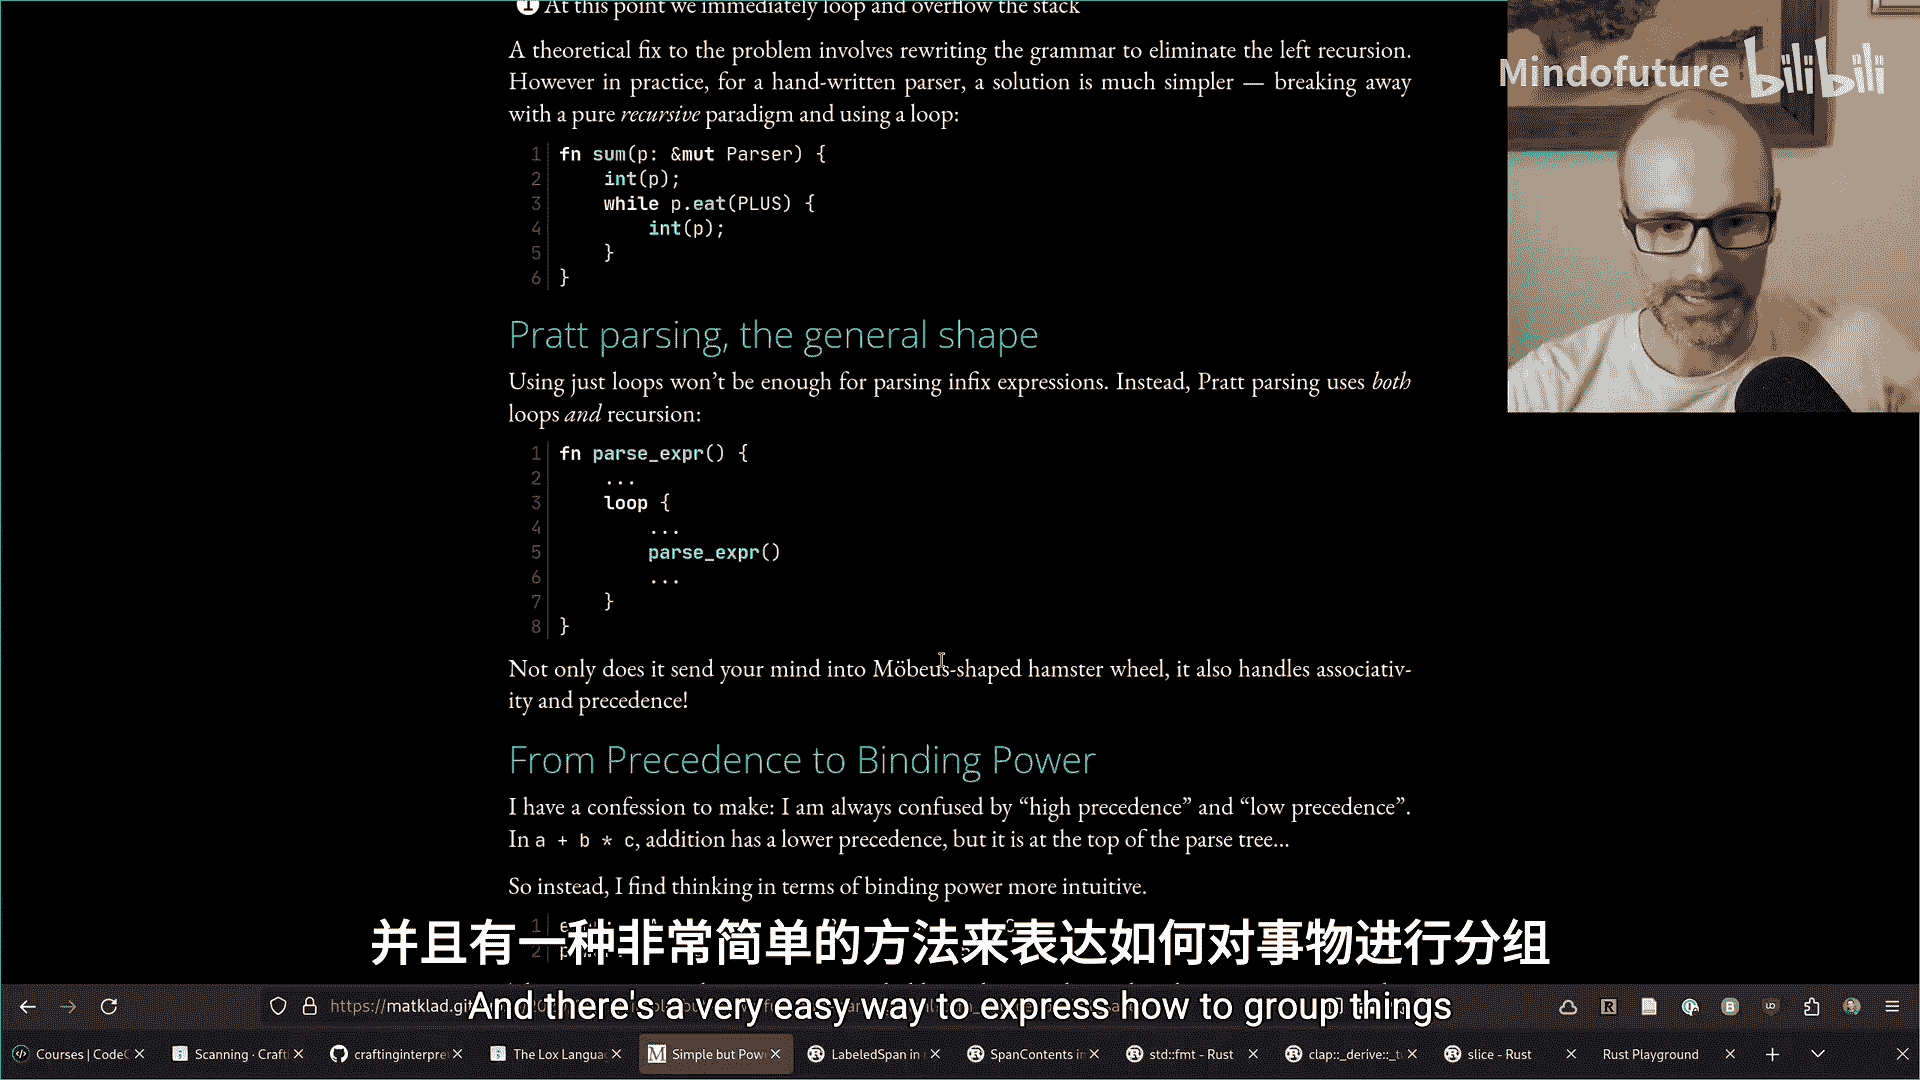 1 At this point we immediately loop and overflow the stack
A theoretical fix to the problem involves rewriting the grammar to eliminate the left recursion.
However in practice, for a hand-written parser, a solution is much simpler — breaking away
with a pure recursive paradigm and using a loop:
1 fn sum(p: &mut Parser) {
2 int(p);
3 while p.eat(PLUS) {
4 int(p);
5 }
6 }
Pratt parsing, the general shape
Using just loops won’t be enough for parsing infix expressions. Instead, Pratt parsing uses both
loops and recursion:
1 fn parse_expr() {
2 ...
3 loop {
4 ...
5 parse_expr()
6 ...
7 }
8 }
Not only does it send your mind into Möbeus-shaped hamster wheel, it also handles associativ-
ity and precedence!
From Precedence to Binding Power
I have a confession to make: I am always confused by “high precedence” and “low precedence”.
In a + b * c, addition has a lower precedence, but it is at the top of the parse tree…
So instead, I find thinking in terms of binding power more intuitive.
1
2
并且有一种非常简单的方法来表达如何对事物进行分组
And there's a very easy way to express how to group things
https://matklad.git
Courses | CodeC
Scanning · Craft
craftinginterpre
The Lox Langua
Simple but Pow
LabeledSpan in
SpanContents in
std::fmt - Rust
clap::_derive::_t
slice - Rust
Rust Playground
Mindofuture bilibili